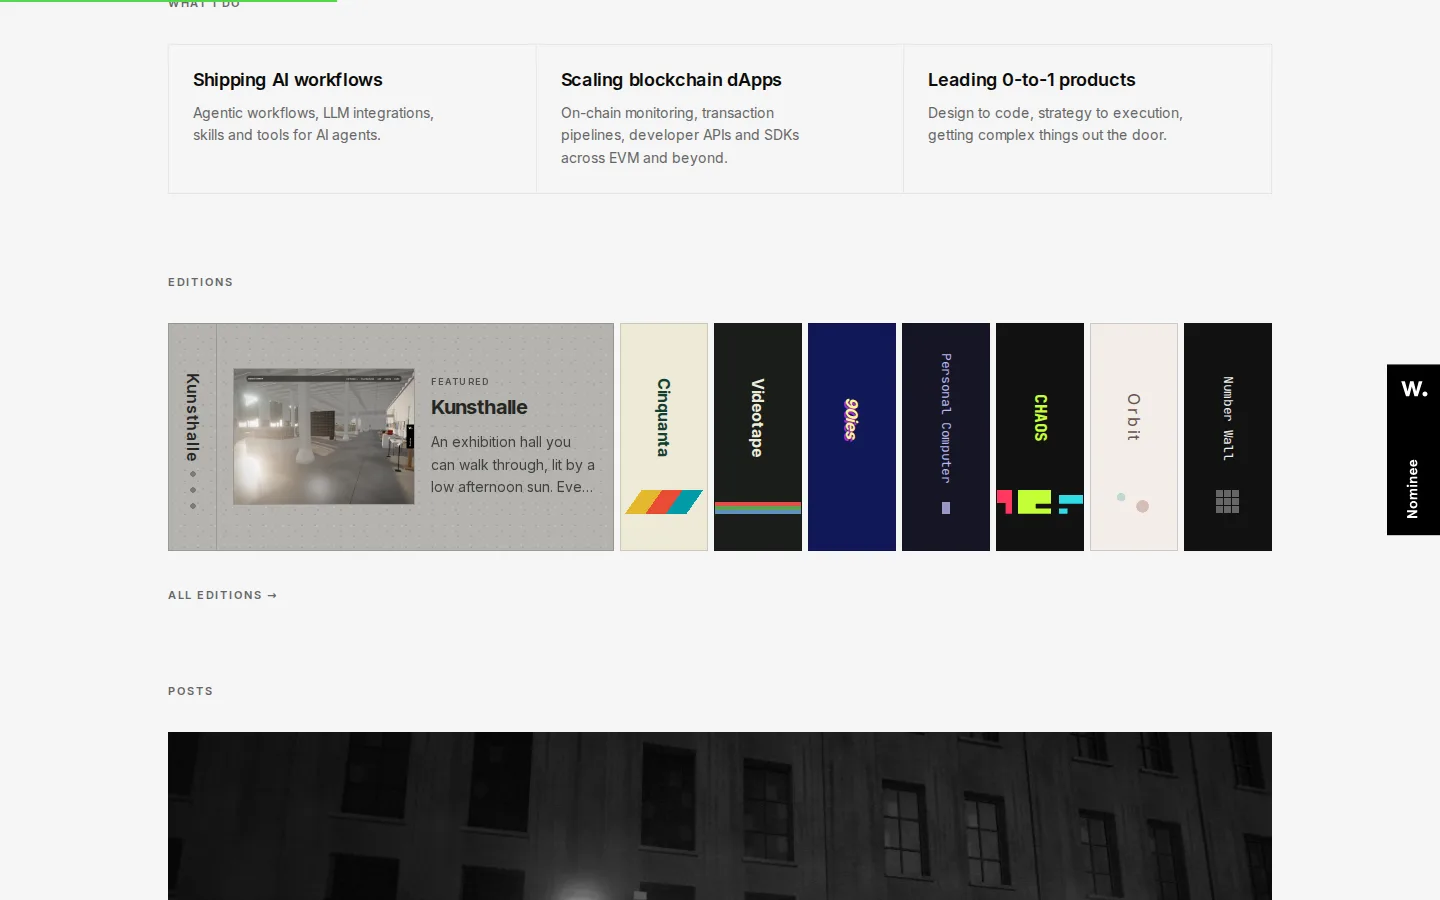 WHAT I DO
Shipping AI workflows
Agentic workflows, LLM integrations,
skills and tools for AI agents.
Scaling blockchain dApps
On-chain monitoring, transaction
pipelines, developer APIs and SDKs
across EVM and beyond.
Leading 0-to-1 products
Design to code, strategy to execution,
getting complex things out the door.
EDITIONS
Kunsthalle
FEATURED
Kunsthalle
An exhibition hall you
can walk through, lit by a
low afternoon sun. Eve…
Cinquanta
Videotape
90ies
Personal Computer
CHAOS
Orbit
Number Wall
ALL EDITIONS →
POSTS
W.
Nominee